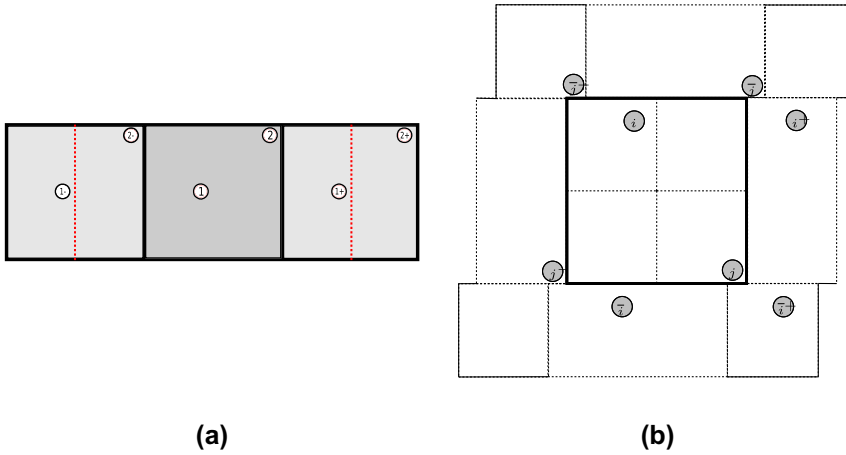 2- 2 2+
1- 1 1+
j̄⁻ j̄
i i⁺
j⁻ j
ī ī⁺
(a) (b)